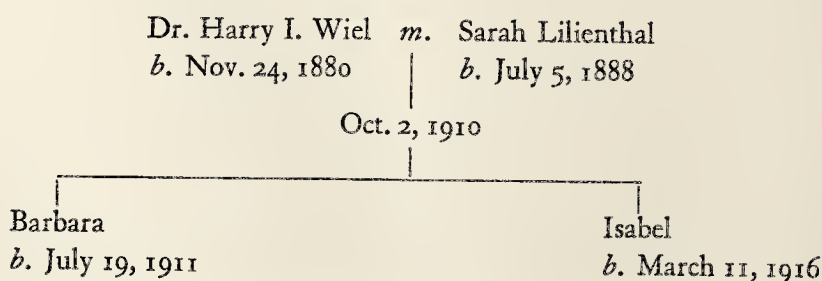 Dr. Harry I. Wiel m. Sarah Lilienthal
b. Nov. 24, 1880 b. July 5, 1888
Oct. 2, 1910
Barbara Isabel
b. July 19, 1911 b. March 11, 1916